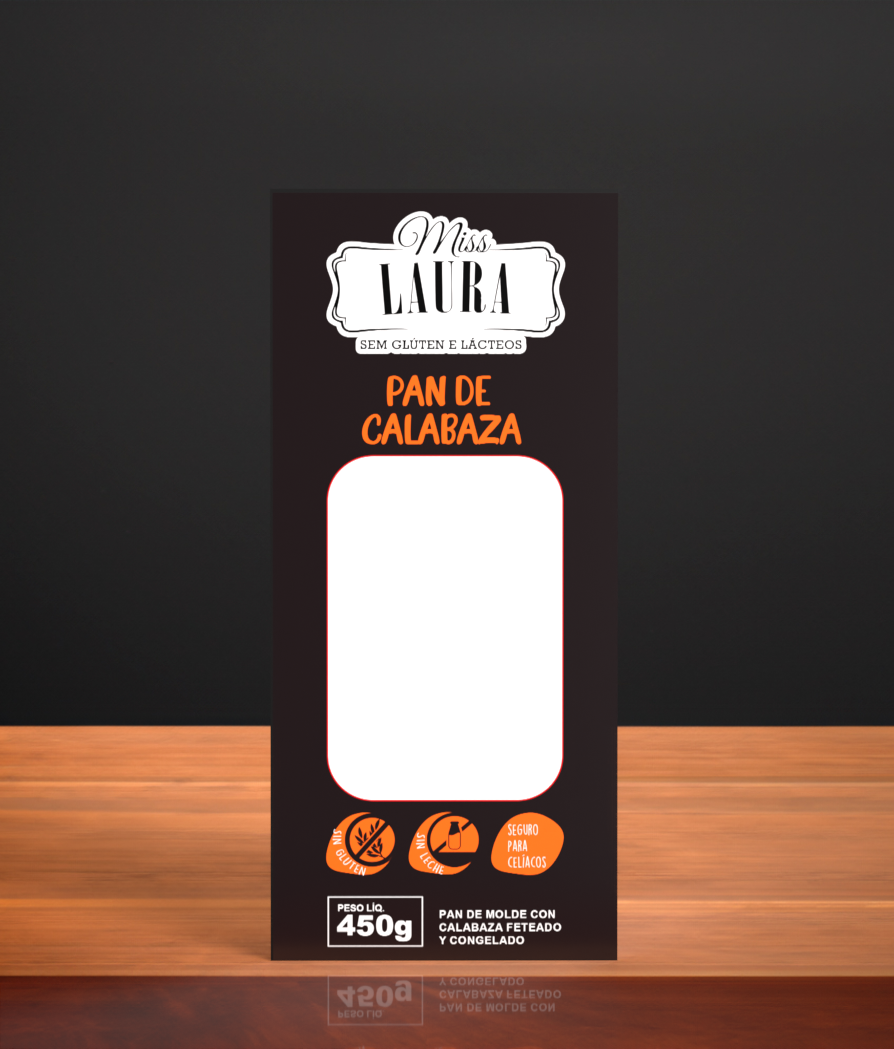 Miss
LAURA
SEM GLÚTEN E LÁCTEOS
PAN DE
CALABAZA
SIN GLUTEN
SIN LECHE
SEGURO
PARA
CELÍACOS
PESO LÍQ.
450g
PAN DE MOLDE CON
CALABAZA FETEADO
Y CONGELADO